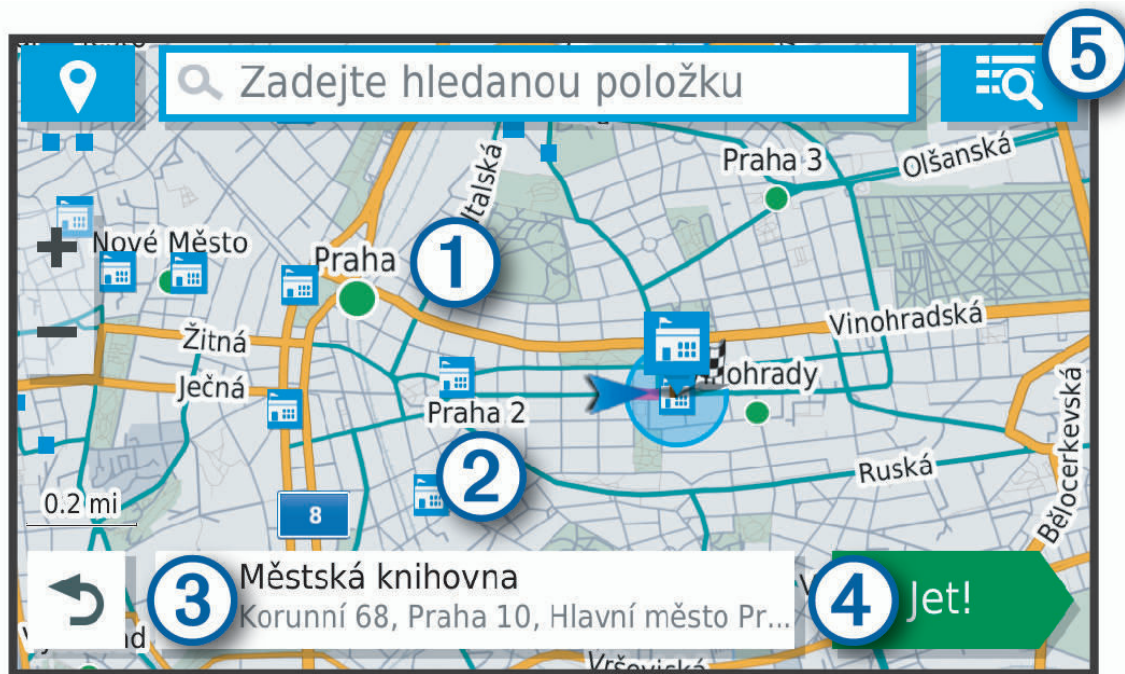 5
Zadejte hledanou položku
Praha 3
Olšanská
Italská
Nové Město
1
Praha
Vinohradská
Žitná
Ječná
Praha 2
Ruská
2
0.2 mi
8
Bělocerkevská
Městská knihovna
3
Korunní 68, Praha 10, Hlavní město Pr...
4
Jet!
Vršovická